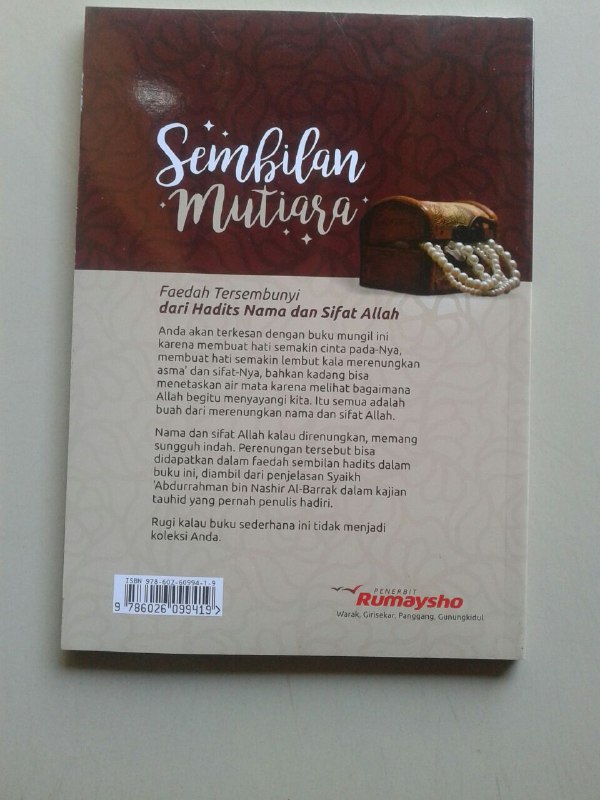 Sembilan
Mutiara
Faedah Tersembunyi
dari Hadits Nama dan Sifat Allah
Anda akan terkesan dengan buku mungil ini
karena membuat hati semakin cinta pada-Nya,
membuat hati semakin lembut kala merenungkan
asma' dan sifat-Nya, bahkan kadang bisa
menetaskan air mata karena melihat bagaimana
Allah begitu menyayangi kita. Itu semua adalah
buah dari merenungkan nama dan sifat Allah.
Nama dan sifat Allah kalau direnungkan, memang
sungguh indah. Perenungan tersebut bisa
didapatkan dalam faedah sembilan hadits dalam
buku ini, diambil dari penjelasan Syaikh
'Abdurrahman bin Nashir Al-Barrak dalam kajian
tauhid yang pernah penulis hadiri.
Rugi kalau buku sederhana ini tidak menjadi
koleksi Anda.
ISBN 978-602-60994-1-9
9 786026 099419
PENERBIT
Rumaysho
Warak, Girisekar, Panggang, Gunungkidul